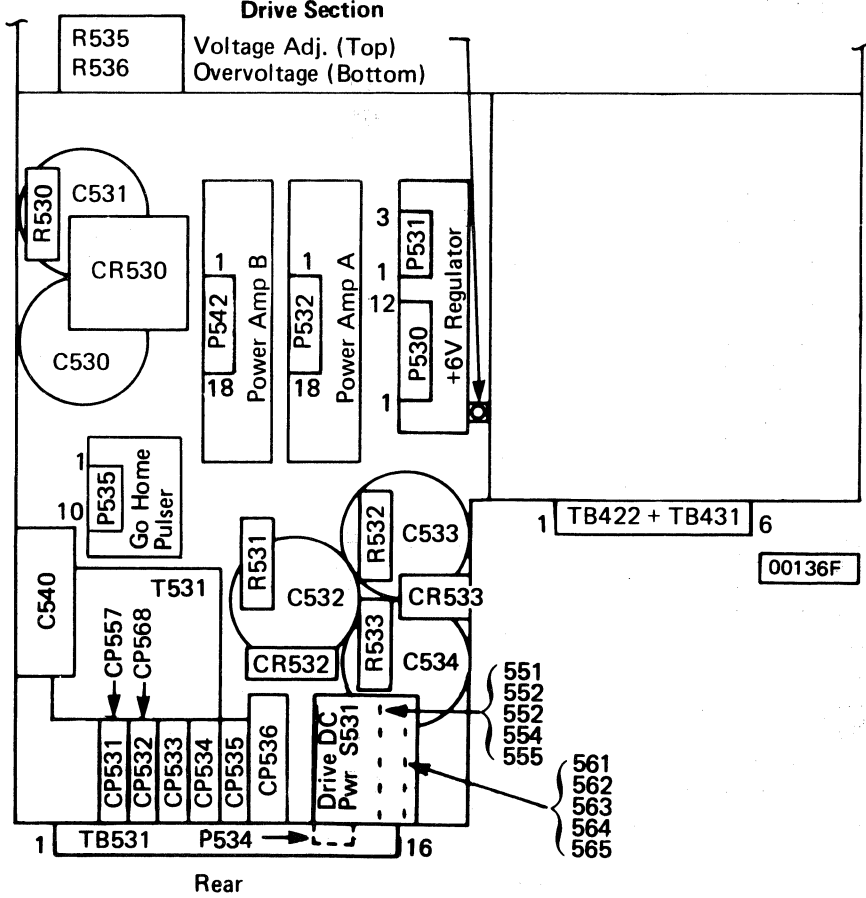 Drive Section
R535
R536
Voltage Adj. (Top)
Overvoltage (Bottom)
R530
C531
CR530
C530
1
P542
18
Power Amp B
1
P532
18
Power Amp A
3
P531
1
12
P530
1
+6V Regulator
1
P535
10
Go Home
Pulser
C540
T531
CP557
CP568
R531
C532
CR532
R532
C533
CR533
R533
C534
1
TB422 + TB431
6
00136F
CP531
CP532
CP533
CP534
CP535
CP536
Drive DC
Pwr S531
551
552
552
554
555
561
562
563
564
565
1
TB531
P534
16
Rear